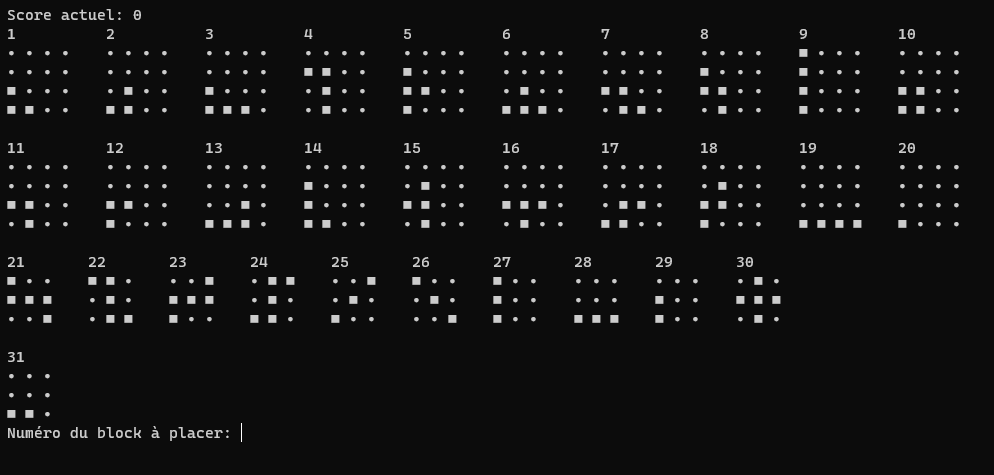 Score actuel: 0
1 2 3 4 5 6 7 8 9 10
11 12 13 14 15 16 17 18 19 20
21 22 23 24 25 26 27 28 29 30
31
Numéro du block à placer: